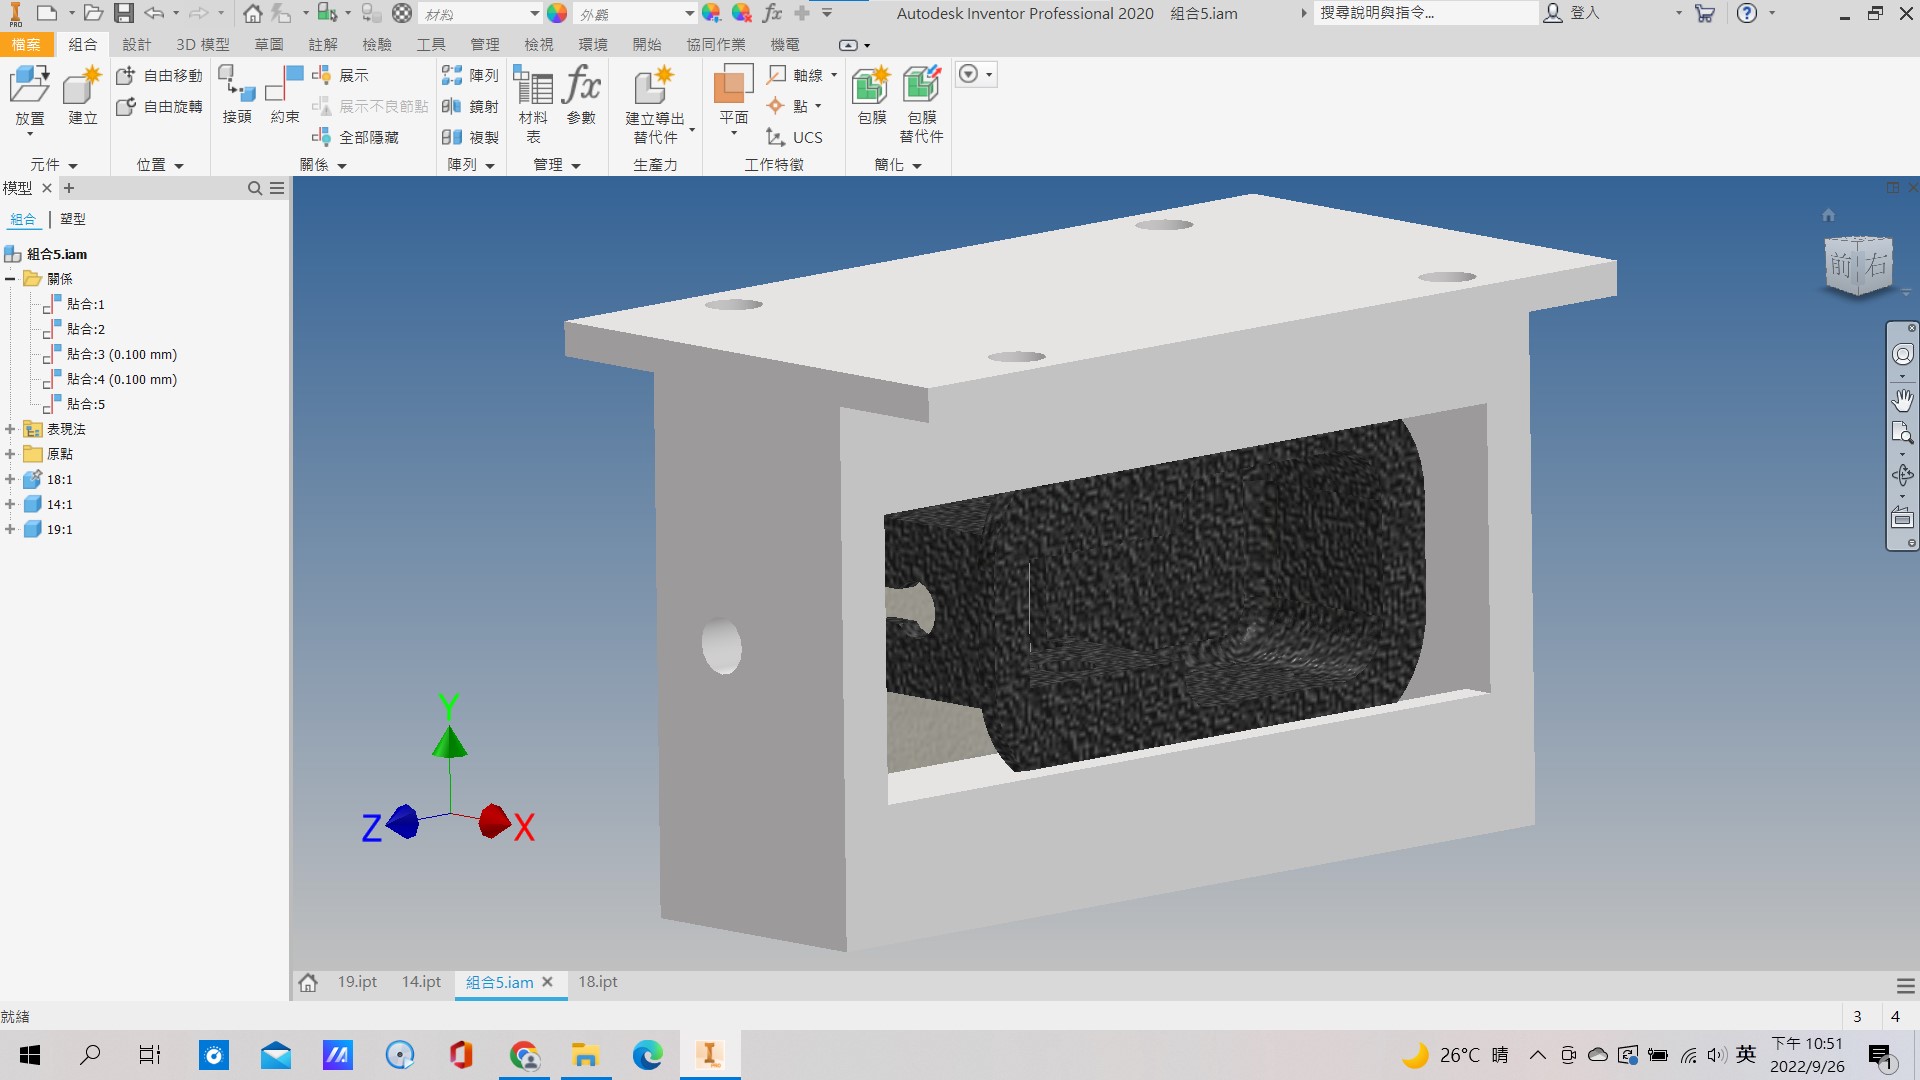 PRO
材料
外觀
fx
Autodesk Inventor Professional 2020 組合5.iam
搜尋說明與指令...
登入
檔案 組合 設計 3D 模型 草圖 註解 檢驗 工具 管理 檢視 環境 開始 協同作業 機電
放置
建立
自由移動
自由旋轉
接頭
約束
展示
展示不良節點
全部隱藏
陣列
鏡射
複製
材料表
fx
參數
建立導出
替代件
平面
軸線
點
UCS
包膜
包膜
替代件
元件 位置 關係 陣列 管理 生產力 工作特徵 簡化
模型
組合 | 塑型
組合5.iam
關係
貼合:1
貼合:2
貼合:3 (0.100 mm)
貼合:4 (0.100 mm)
貼合:5
表現法
原點
18:1
14:1
19:1
前 右
Y
Z
X
19.ipt 14.ipt 組合5.iam 18.ipt
就緒
3 4
26°C 晴
英
下午 10:51
2022/9/26
1